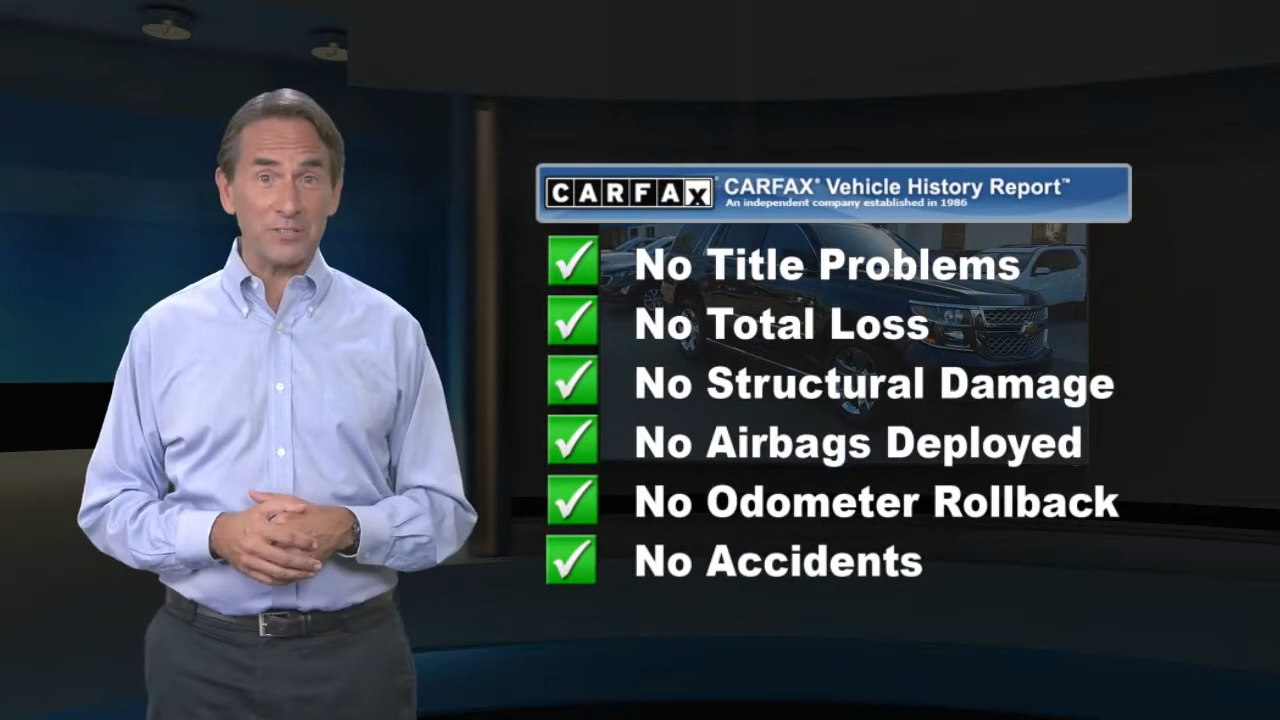 CARFAX® CARFAX® Vehicle History Report™
An independent company established in 1986
No Title Problems
No Total Loss
No Structural Damage
No Airbags Deployed
No Odometer Rollback
No Accidents